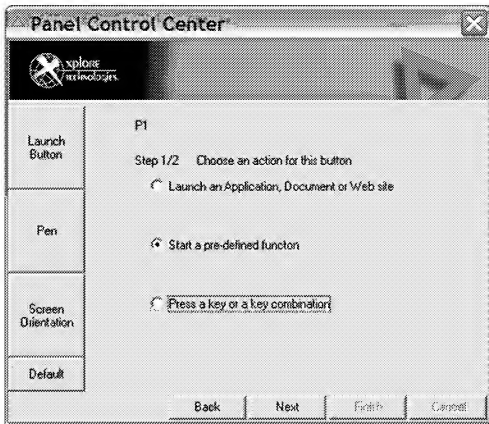 Panel Control Center
xplore
technologies
P1
Launch
Button
Step 1/2 Choose an action for this button
Launch an Application, Document or Web site
Pen
Start a pre-defined functon
Screen
Orientation
Press a key or a key combination
Default
Back Next Finish Cancel